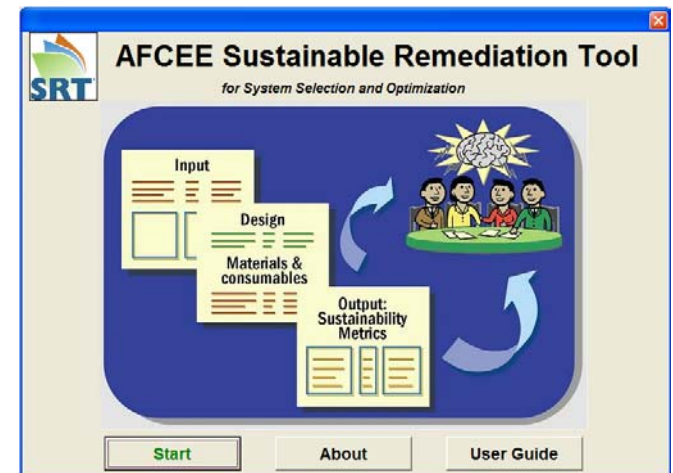 SRT
AFCEE Sustainable Remediation Tool
for System Selection and Optimization
Input
Design
Materials &
consumables
Output:
Sustainability
Metrics
Start
About
User Guide